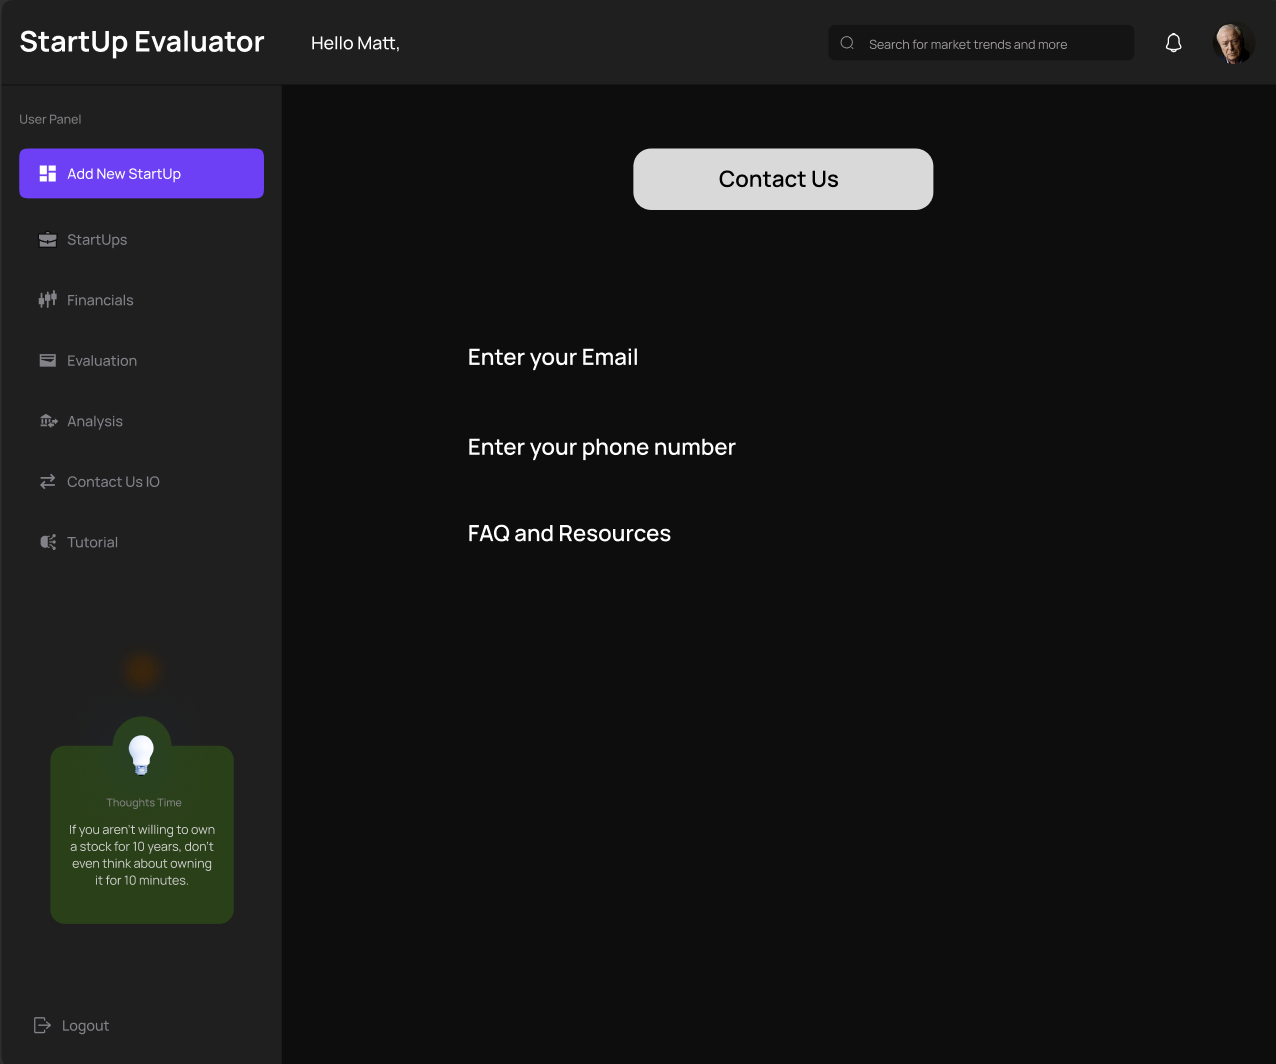 StartUp Evaluator
Hello Matt,
Search for market trends and more
User Panel
Add New StartUp
StartUps
Financials
Evaluation
Analysis
Contact Us IO
Tutorial
Thoughts Time
If you aren't willing to own
a stock for 10 years, don't
even think about owning
it for 10 minutes.
Logout
Contact Us
Enter your Email
Enter your phone number
FAQ and Resources